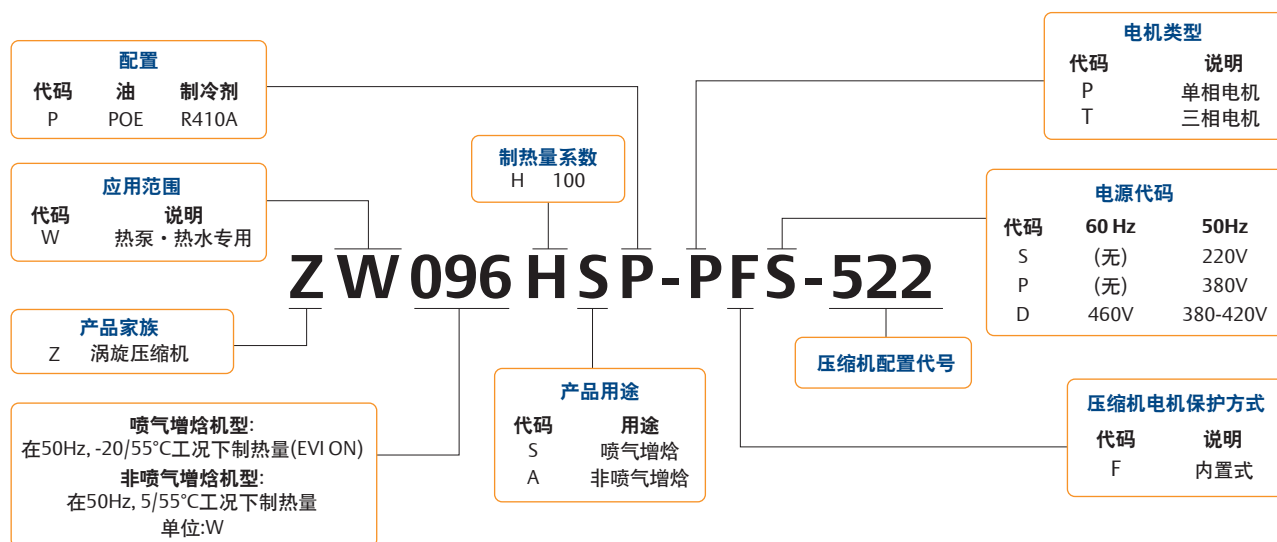 配置
代码 油 制冷剂
P POE R410A
应用范围
代码 说明
W 热泵·热水专用
产品家族
Z 涡旋压缩机
喷气增焓机型:
在50Hz, -20/55°C工况下制热量(EVI ON)
非喷气增焓机型:
在50Hz, 5/55°C工况下制热量
单位:W
制热量系数
H 100
ZW096HSP-PFS-522
产品用途
代码 用途
S 喷气增焓
A 非喷气增焓
电机类型
代码 说明
P 单相电机
T 三相电机
电源代码
代码 60 Hz 50Hz
S (无) 220V
P (无) 380V
D 460V 380-420V
压缩机配置代号
压缩机电机保护方式
代码 说明
F 内置式